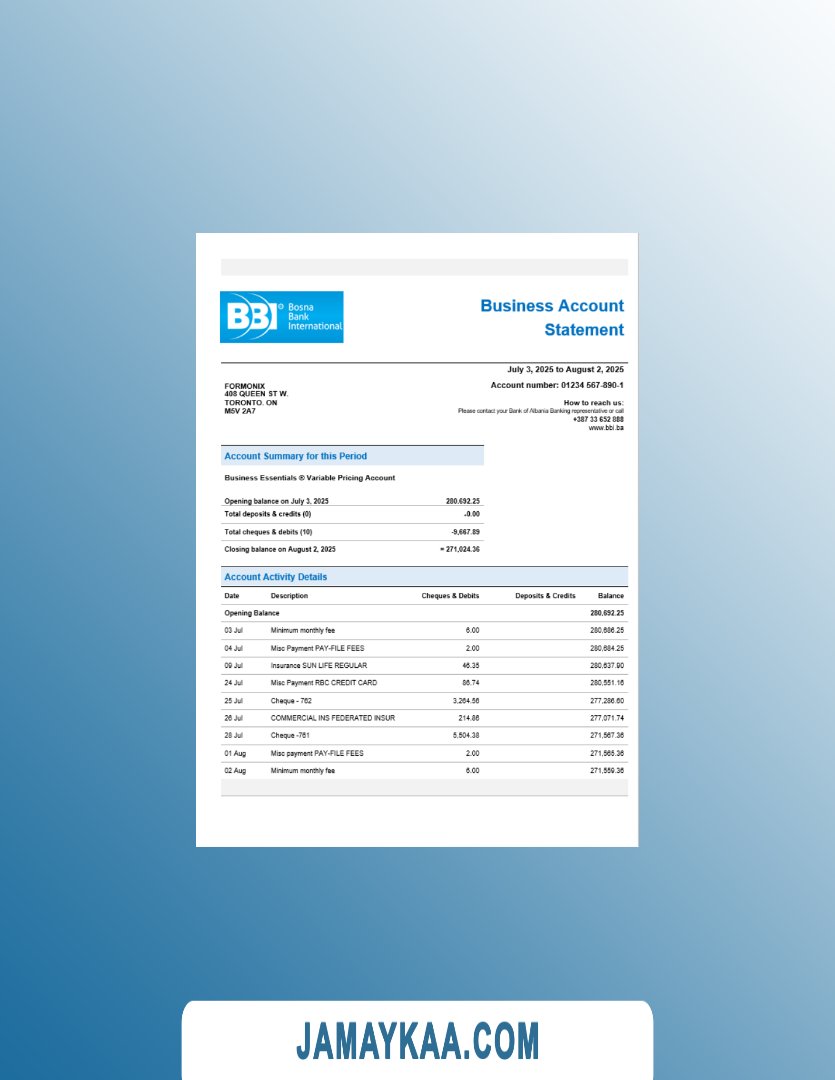 BBI® Bosna
Bank
International
Business Account
Statement
July 3, 2025 to August 2, 2025
Account number: 01234 567-890-1
FORMONIX
408 QUEEN ST W.
TORONTO. ON
M5V 2A7
How to reach us:
Please contact your Bank of Albania Banking representative or call
+387 33 652 888
www.bbi.ba
Account Summary for this Period
Business Essentials ® Variable Pricing Account
Opening balance on July 3, 2025 280.692.25
Total deposits & credits (0) -0.00
Total cheques & debits (10) -9,667.89
Closing balance on August 2, 2025 = 271,024.36
Account Activity Details
Date Description Cheques & Debits Deposits & Credits Balance
Opening Balance 280,692.25
03 Jul Minimum monthly fee 6.00 280,686.25
04 Jul Misc Payment PAY-FILE FEES 2.00 280,684.25
09 Jul Insurance SUN LIFE REGULAR 46.35 280,637.90
24 Jul Misc Payment RBC CREDIT CARD 86.74 280,551.16
25 Jul Cheque - 762 3,264.56 277,286.60
26 Jul COMMERCIAL INS FEDERATED INSUR 214.86 277,071.74
28 Jul Cheque -761 5,504.38 271,567.36
01 Aug Misc payment PAY-FILE FEES 2.00 271,565.36
02 Aug Minimum monthly fee 6.00 271,559.36
JAMAYKAA.COM